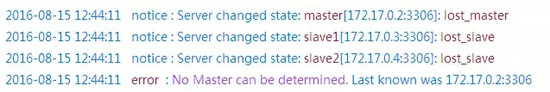 2016-08-15 12:44:11 notice : Server changed state: master[172.17.0.2:3306]: lost_master
2016-08-15 12:44:11 notice : Server changed state: slave1[172.17.0.3:3306]: lost_slave
2016-08-15 12:44:11 notice : Server changed state: slave2[172.17.0.4:3306]: lost_slave
2016-08-15 12:44:11 error : No Master can be determined. Last known was 172.17.0.2:3306